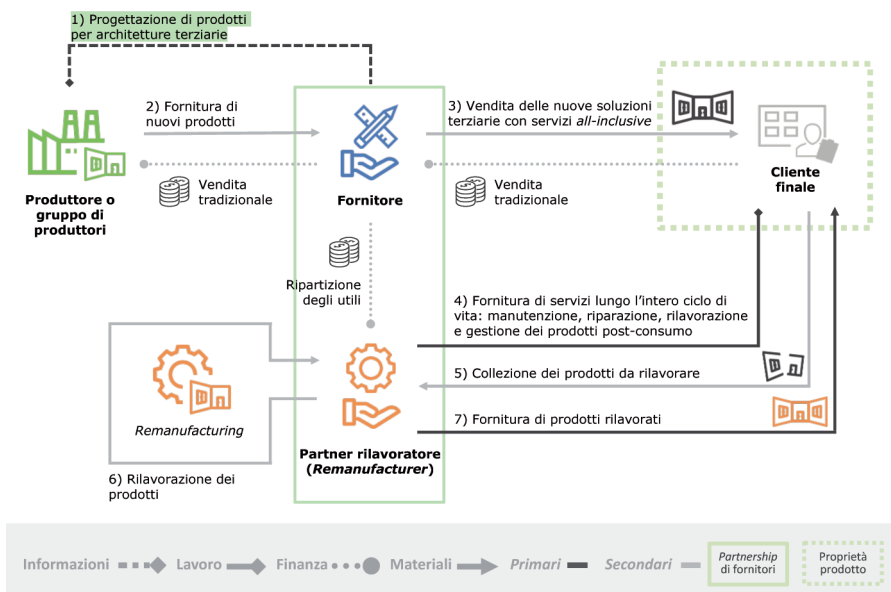 1) Progettazione di prodotti
per architetture terziarie
2) Fornitura di
nuovi prodotti
3) Vendita delle nuove soluzioni
terziarie con servizi all-inclusive
Vendita
tradizionale
Vendita
tradizionale
Produttore o
gruppo di
produttori
Fornitore
Cliente
finale
Ripartizione
degli utili
4) Fornitura di servizi lungo l’intero ciclo di
vita: manutenzione, riparazione, rilavorazione
e gestione dei prodotti post-consumo
5) Collezione dei prodotti da rilavorare
7) Fornitura di prodotti rilavorati
Remanufacturing
Partner rilavoratore
(Remanufacturer)
6) Rilavorazione dei
prodotti
Informazioni
Lavoro
Finanza
Materiali
Primari
Secondari
Partnership
di fornitori
Proprietà
prodotto